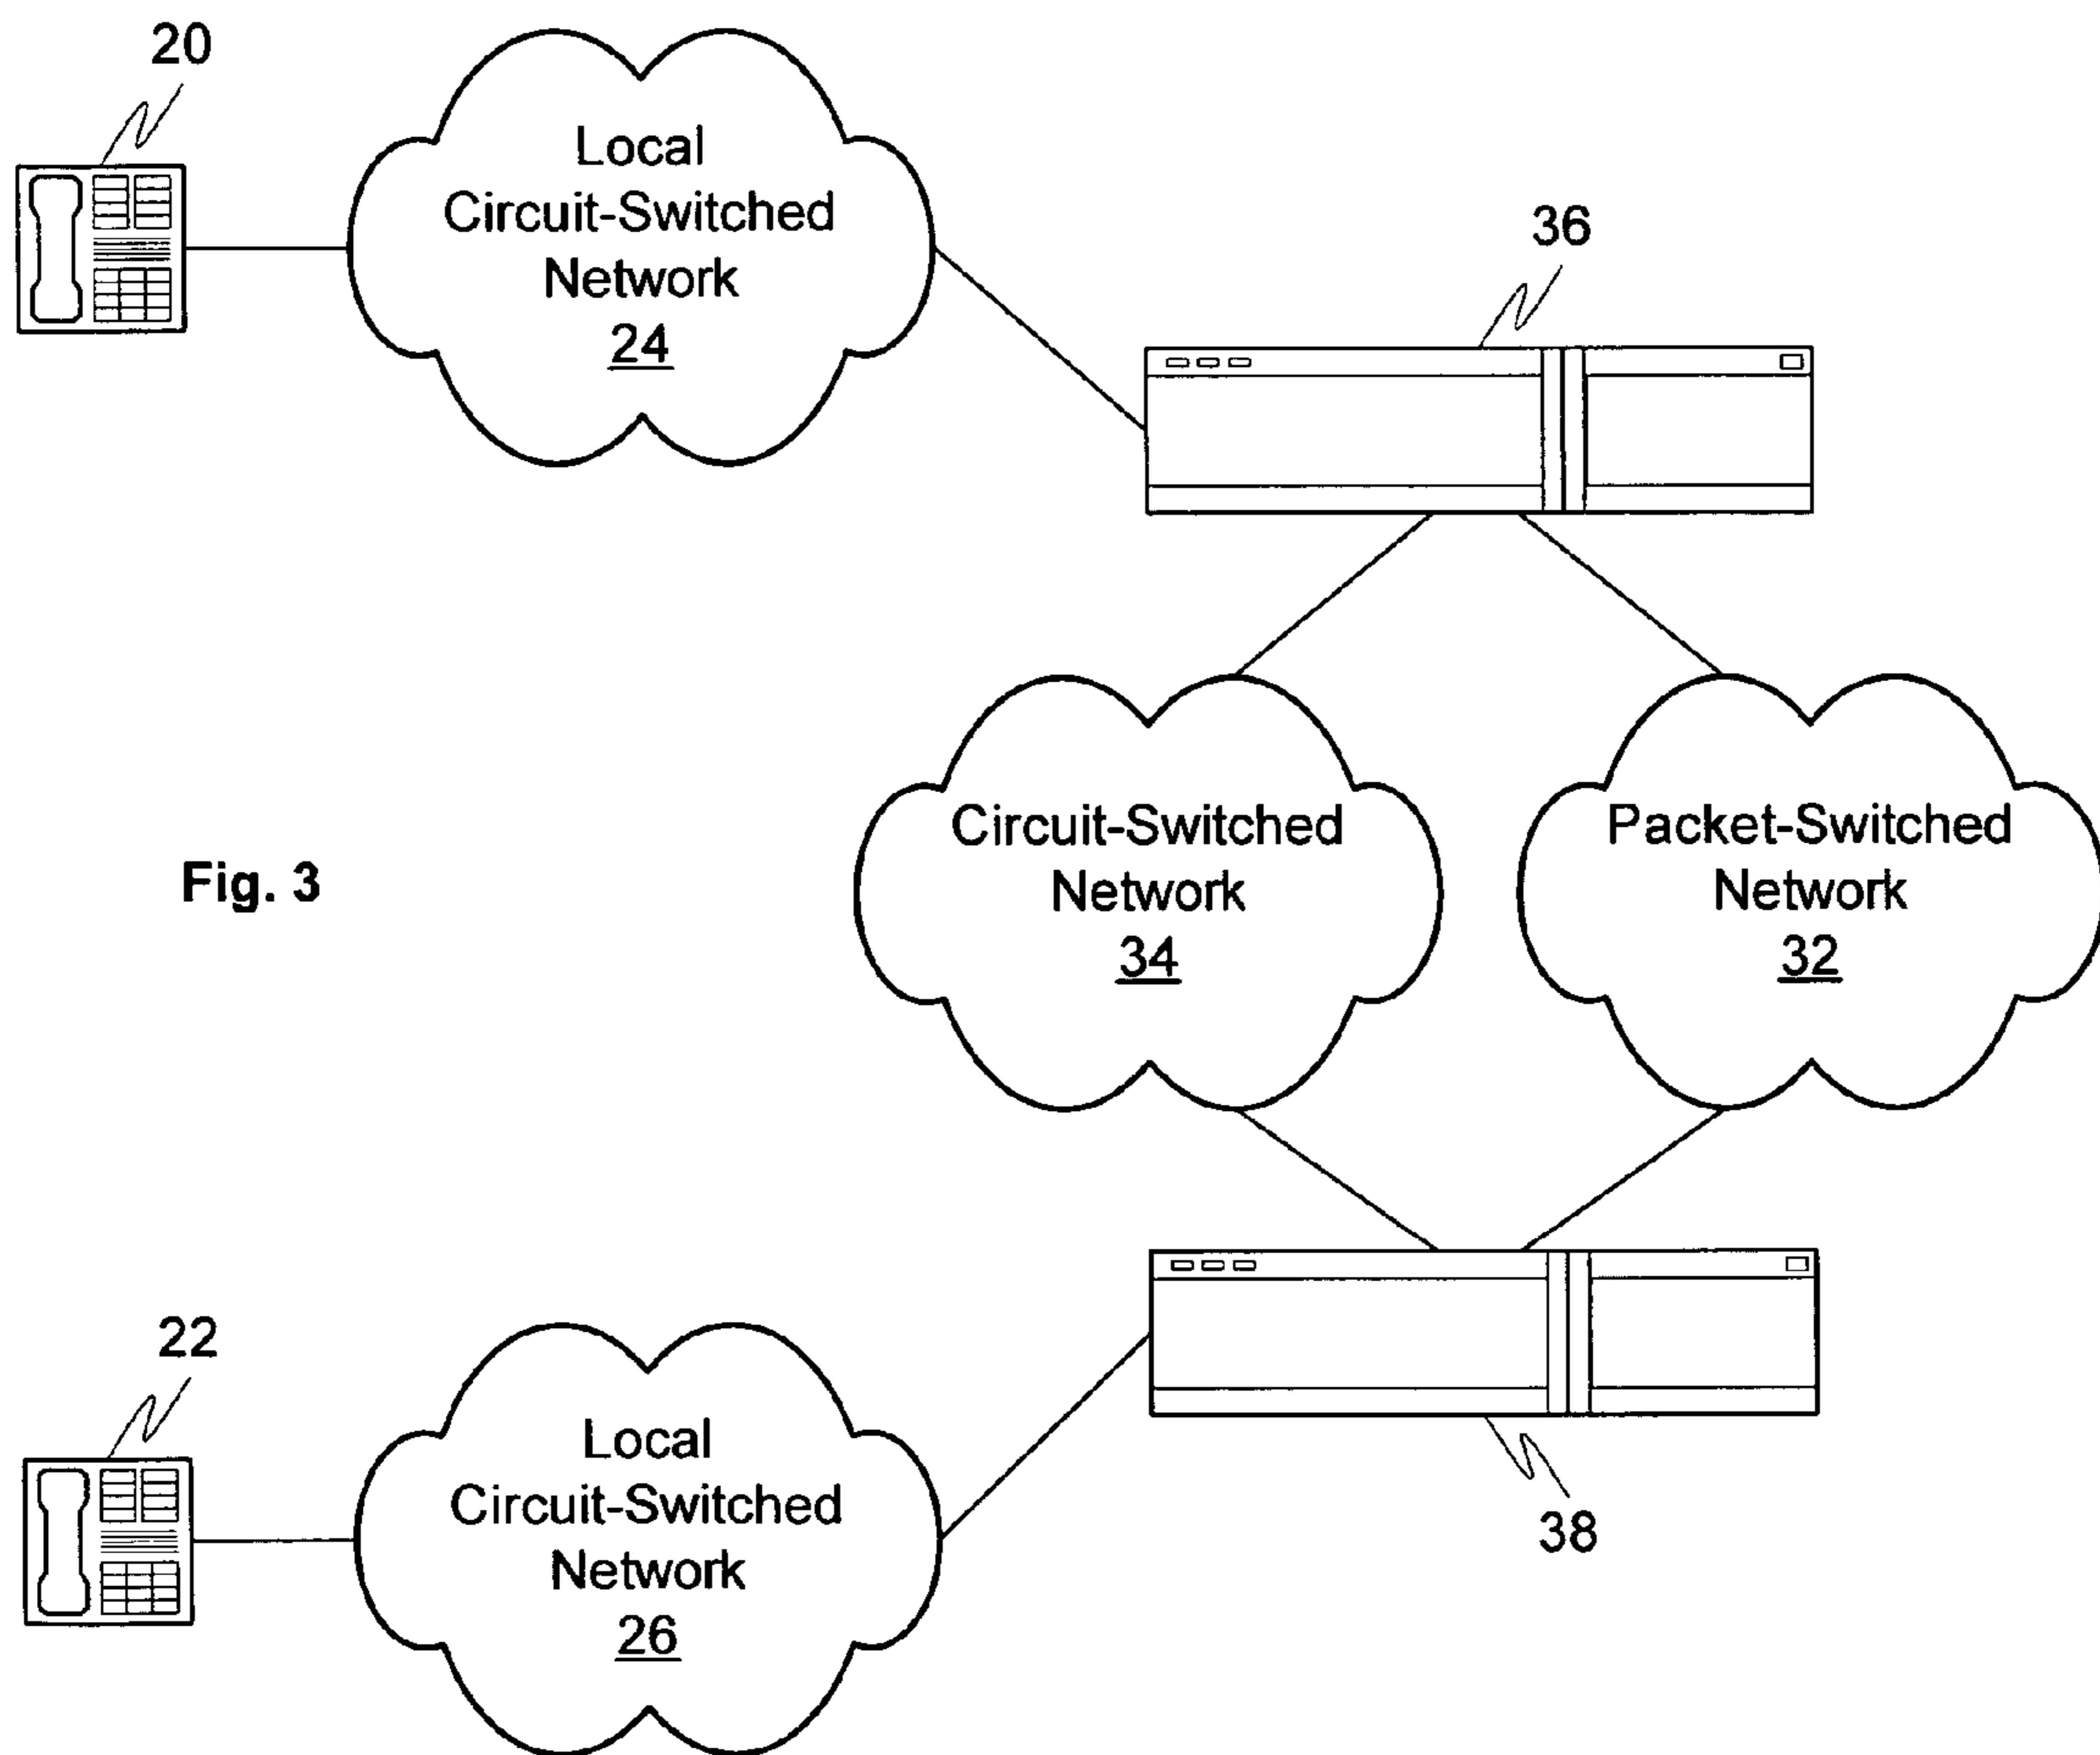 20
Local
Circuit-Switched
Network
24
36
Circuit-Switched
Network
34
Packet-Switched
Network
32
Fig. 3
22
Local
Circuit-Switched
Network
26
38